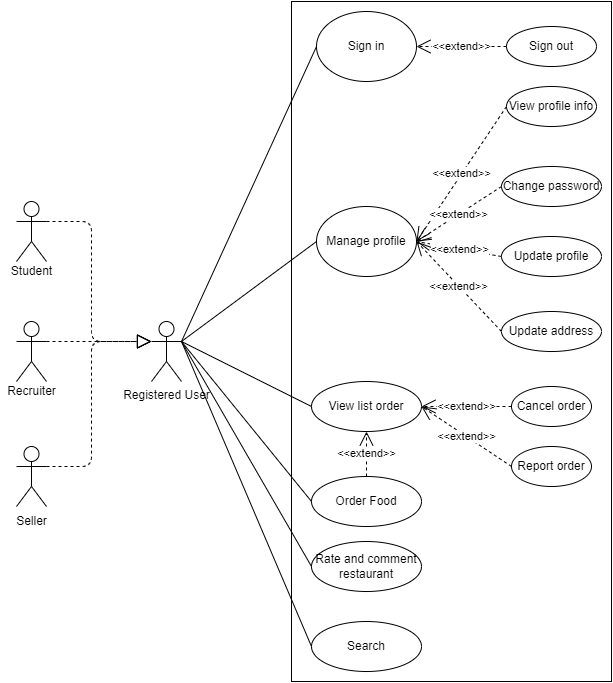 Sign in
<<extend>>
Sign out
View profile info
<<extend>>
Change password
<<extend>>
Manage profile
<<extend>>
Update profile
<<extend>>
Update address
Student
Recruiter
Registered User
Seller
View list order
<<extend>>
Cancel order
<<extend>>
<<extend>>
Report order
Order Food
Rate and comment
restaurant
Search